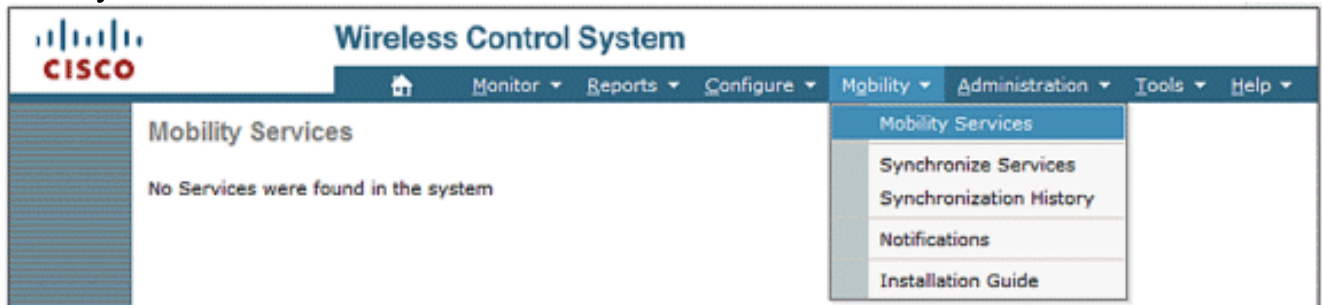 CISCO
Wireless Control System
Monitor Reports Configure Mobility Administration Tools Help
Mobility Services
No Services were found in the system
Mobility Services
Synchronize Services
Synchronization History
Notifications
Installation Guide